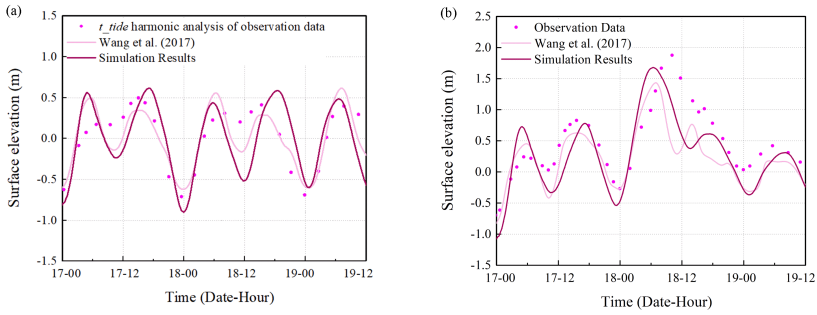 (a)
t_tide harmonic analysis of observation data
Wang et al. (2017)
Simulation Results
Surface elevation (m)
1.5
1.0
0.5
0.0
-0.5
-1.0
-1.5
17-00 17-12 18-00 18-12 19-00 19-12
Time (Date-Hour)
(b)
Observation Data
Wang et al. (2017)
Simulation Results
Surface elevation (m)
2.5
2.0
1.5
1.0
0.5
0.0
-0.5
-1.0
-1.5
17-00 17-12 18-00 18-12 19-00 19-12
Time (Date-Hour)